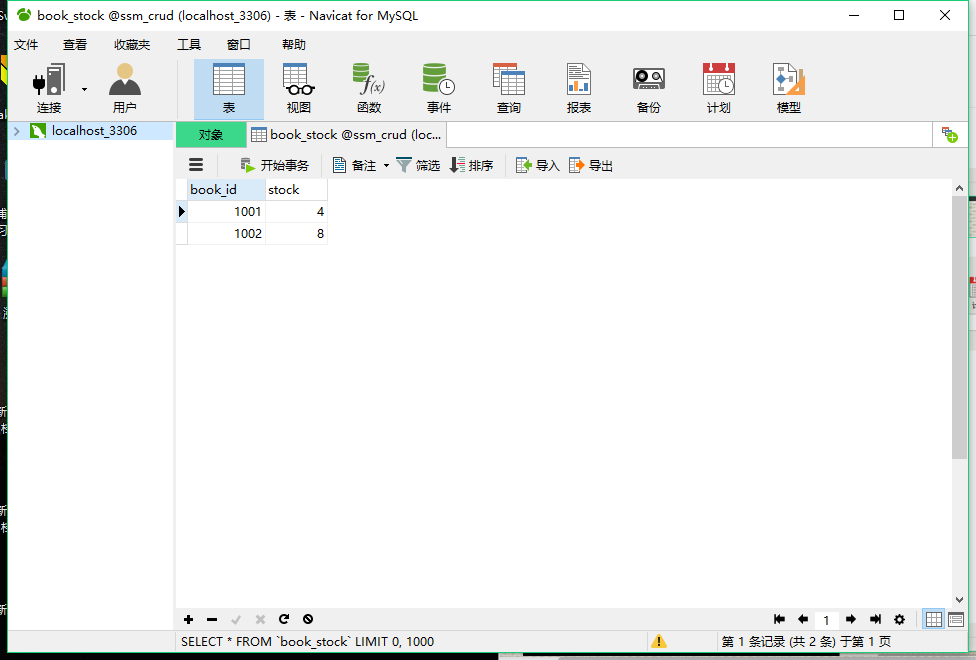 book_stock @ssm_crud (localhost_3306) - 表 - Navicat for MySQL
文件 查看 收藏夹 工具 窗口 帮助
连接 用户 表 视图 函数 事件 查询 报表 备份 计划 模型
localhost_3306
对象 book_stock @ssm_crud (loc...
开始事务 备注 筛选 排序 导入 导出
book_id stock
1001 4
1002 8
1
SELECT * FROM `book_stock` LIMIT 0, 1000 第 1 条记录 (共 2 条) 于第 1 页